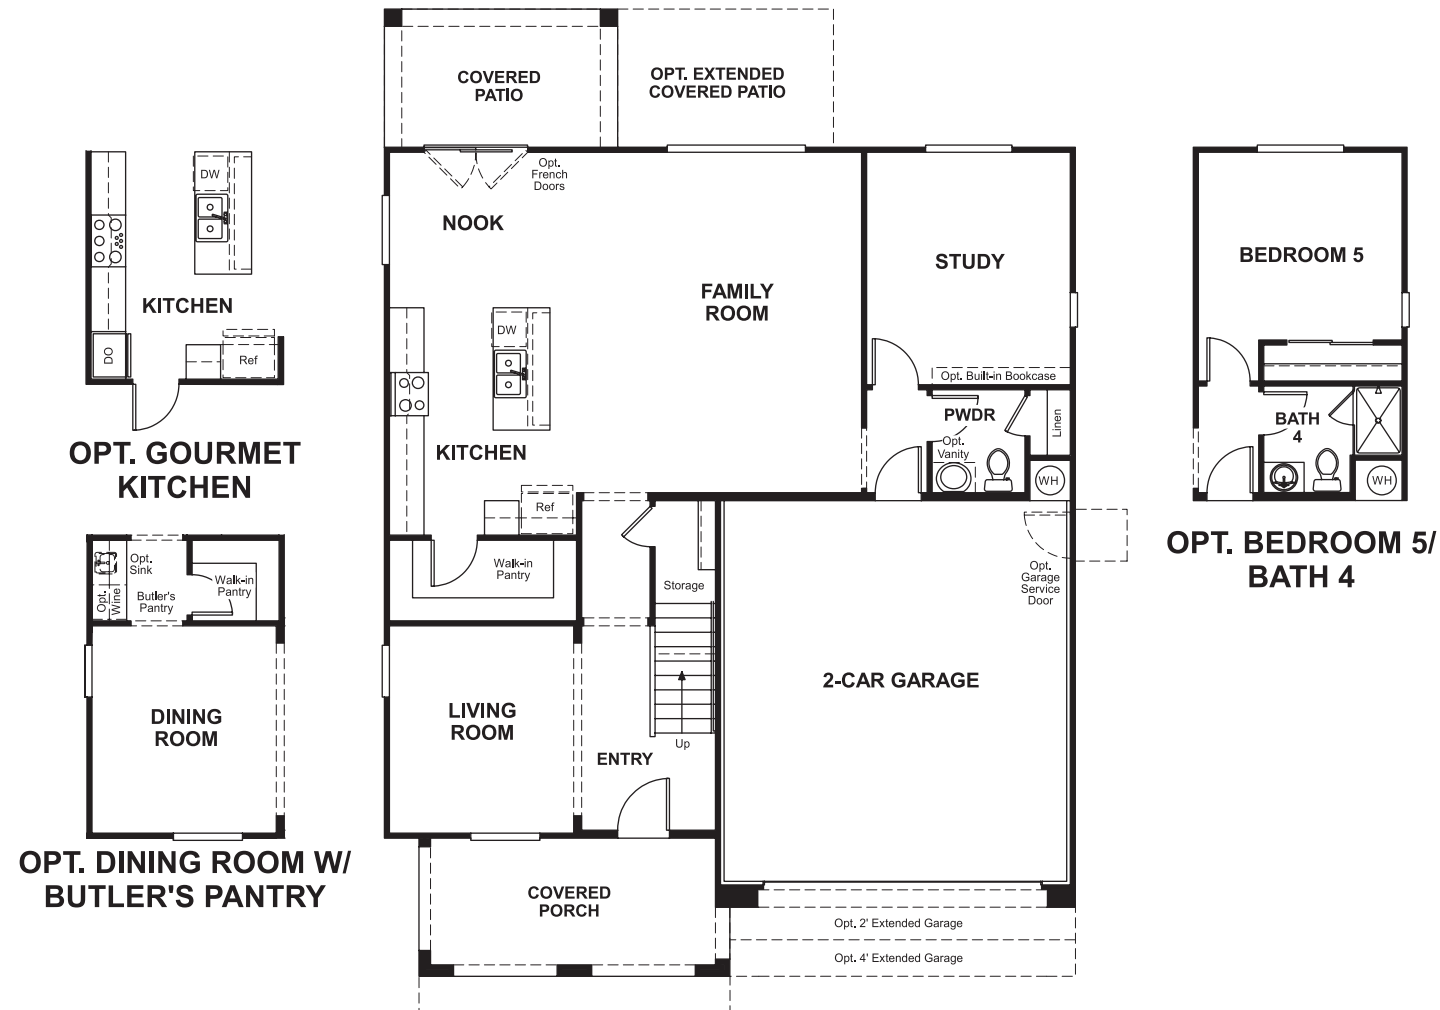 COVERED
PATIO
OPT. EXTENDED
COVERED PATIO
Opt.
French
Doors
NOOK
FAMILY
ROOM
STUDY
Opt. Built-in Bookcase
DW
KITCHEN
Ref
PWDR
Opt.
Vanity
Linen
WH
Walk-in
Pantry
Storage
Opt.
Garage
Service
Door
2-CAR GARAGE
LIVING
ROOM
Up
ENTRY
COVERED
PORCH
Opt. 2' Extended Garage
Opt. 4' Extended Garage
DW
KITCHEN
DO
Ref
OPT. GOURMET
KITCHEN
Opt.
Sink
Opt.
Wine
Butler's
Pantry
Walk-in
Pantry
DINING
ROOM
OPT. DINING ROOM W/
BUTLER'S PANTRY
BEDROOM 5
BATH
4
WH
OPT. BEDROOM 5/
BATH 4